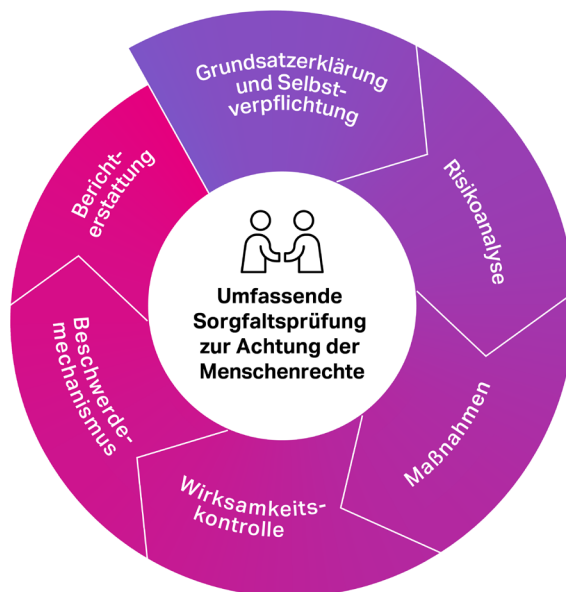 Grundsatzerklärung
und Selbst-
verpflichtung
Risikoanalyse
Maßnahmen
Wirksamkeits-
kontrolle
Beschwerde-
mechanismus
Bericht-
erstattung
Umfassende
Sorgfaltsprüfung
zur Achtung der
Menschenrechte